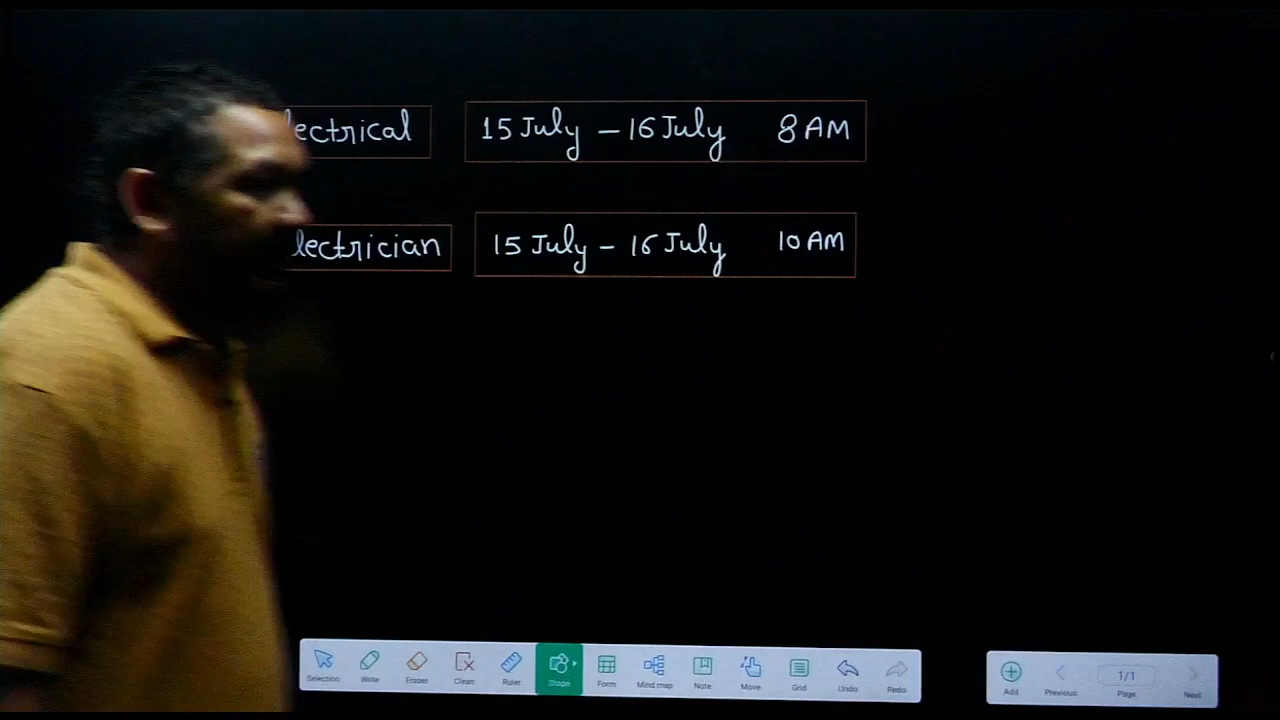 lectrical 15 July - 16 July 8 AM
lectrician 15 July - 16 July 10 AM
Selection Write Eraser Clean Ruler Shape Form Mind map Note Move Grid Undo Redo
Add Previous 1/1 Page Next